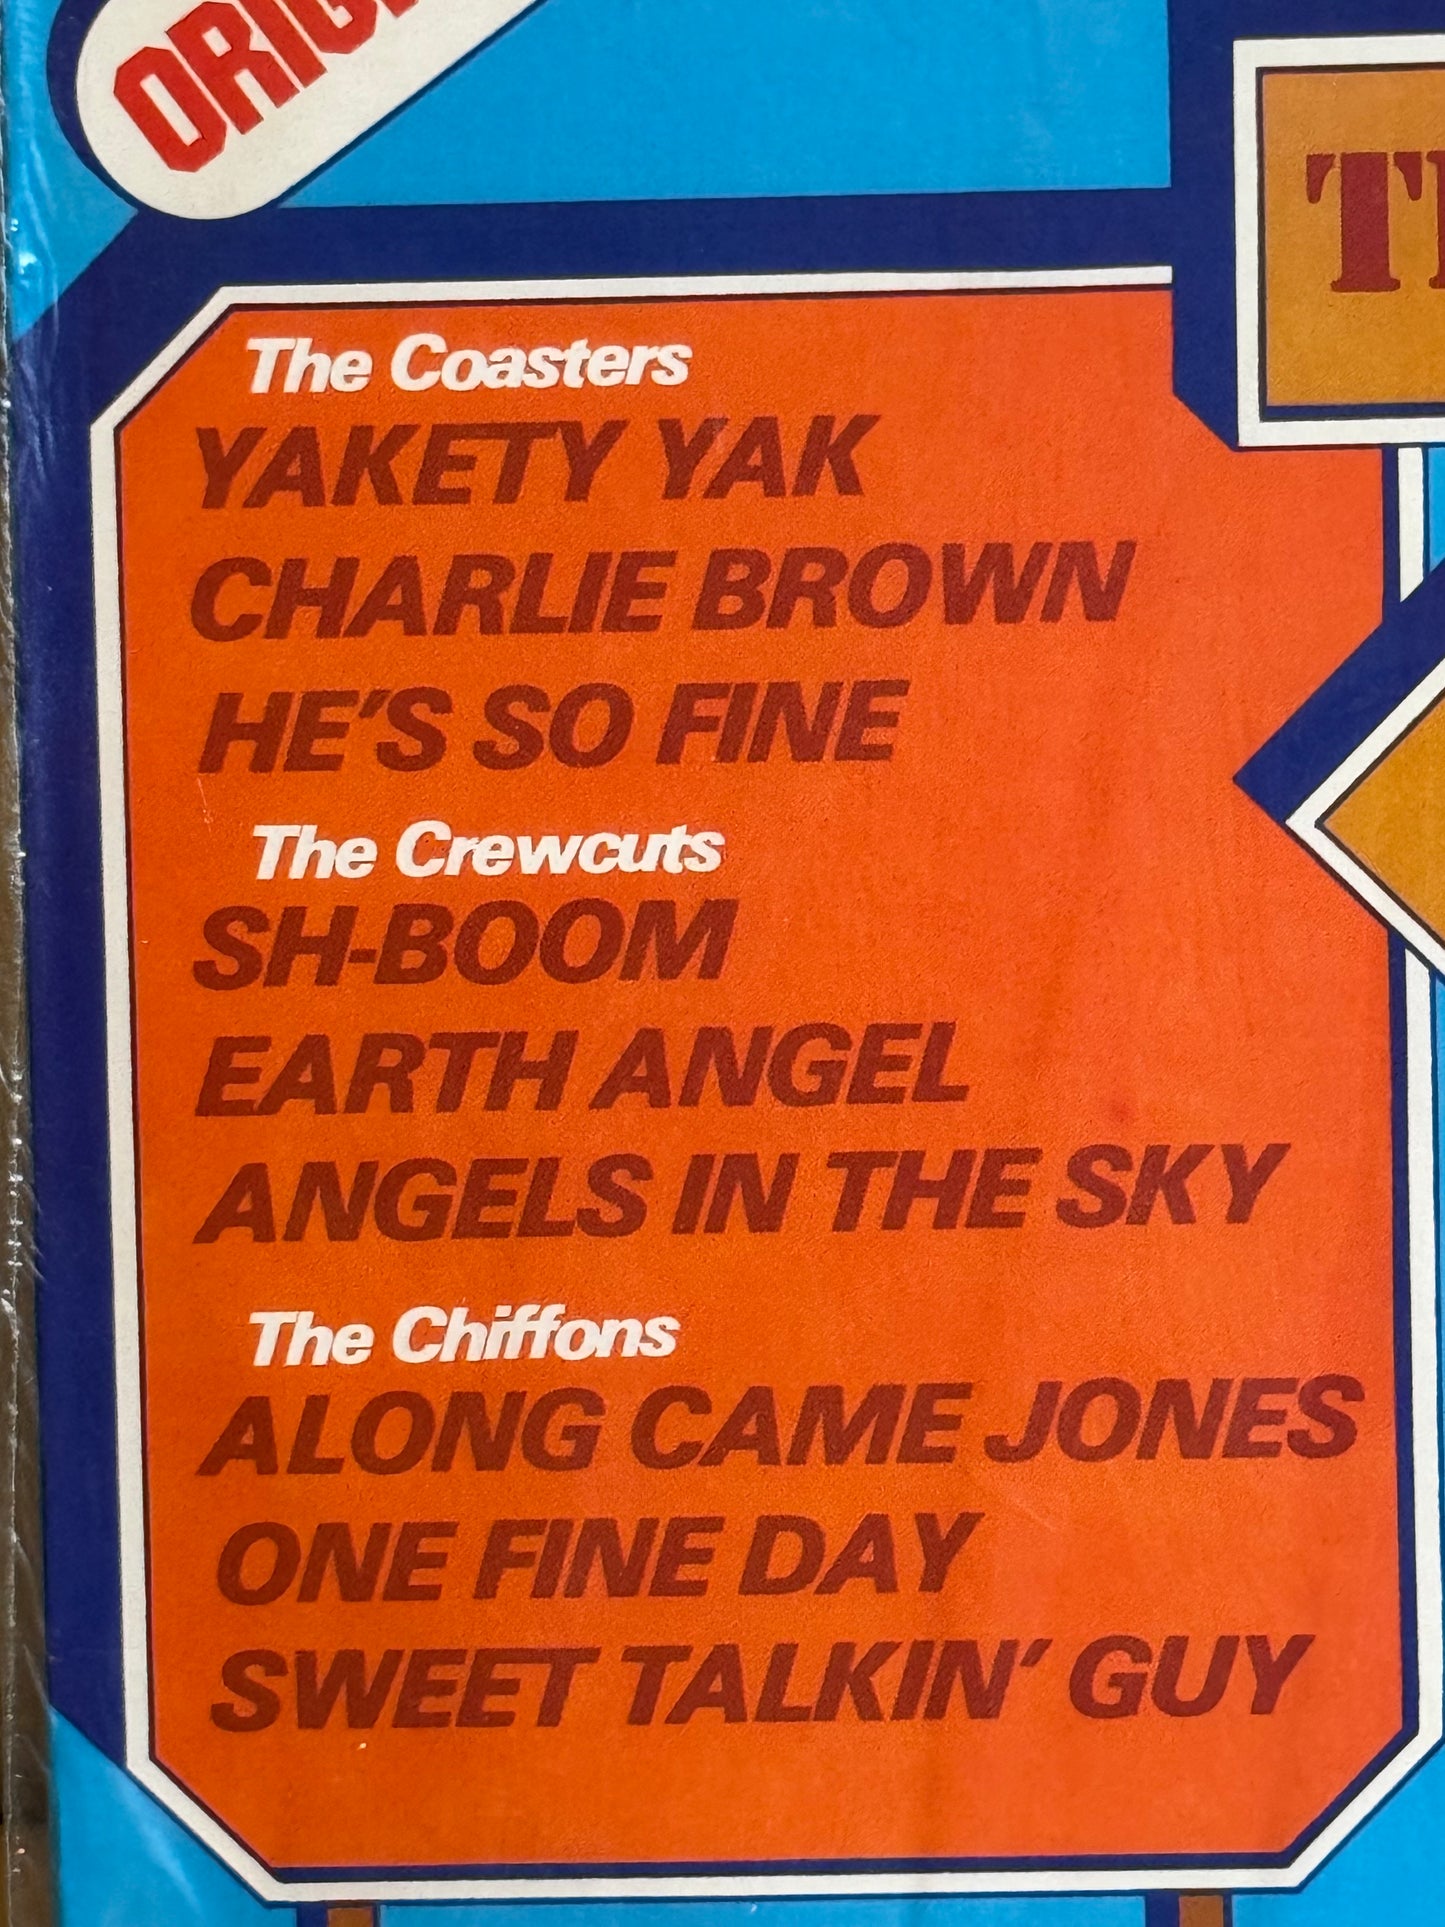 The Coasters
YAKETY YAK
CHARLIE BROWN
HE'S SO FINE
The Crewcuts
SH-BOOM
EARTH ANGEL
ANGELS IN THE SKY
The Chiffons
ALONG CAME JONES
ONE FINE DAY
SWEET TALKIN' GUY